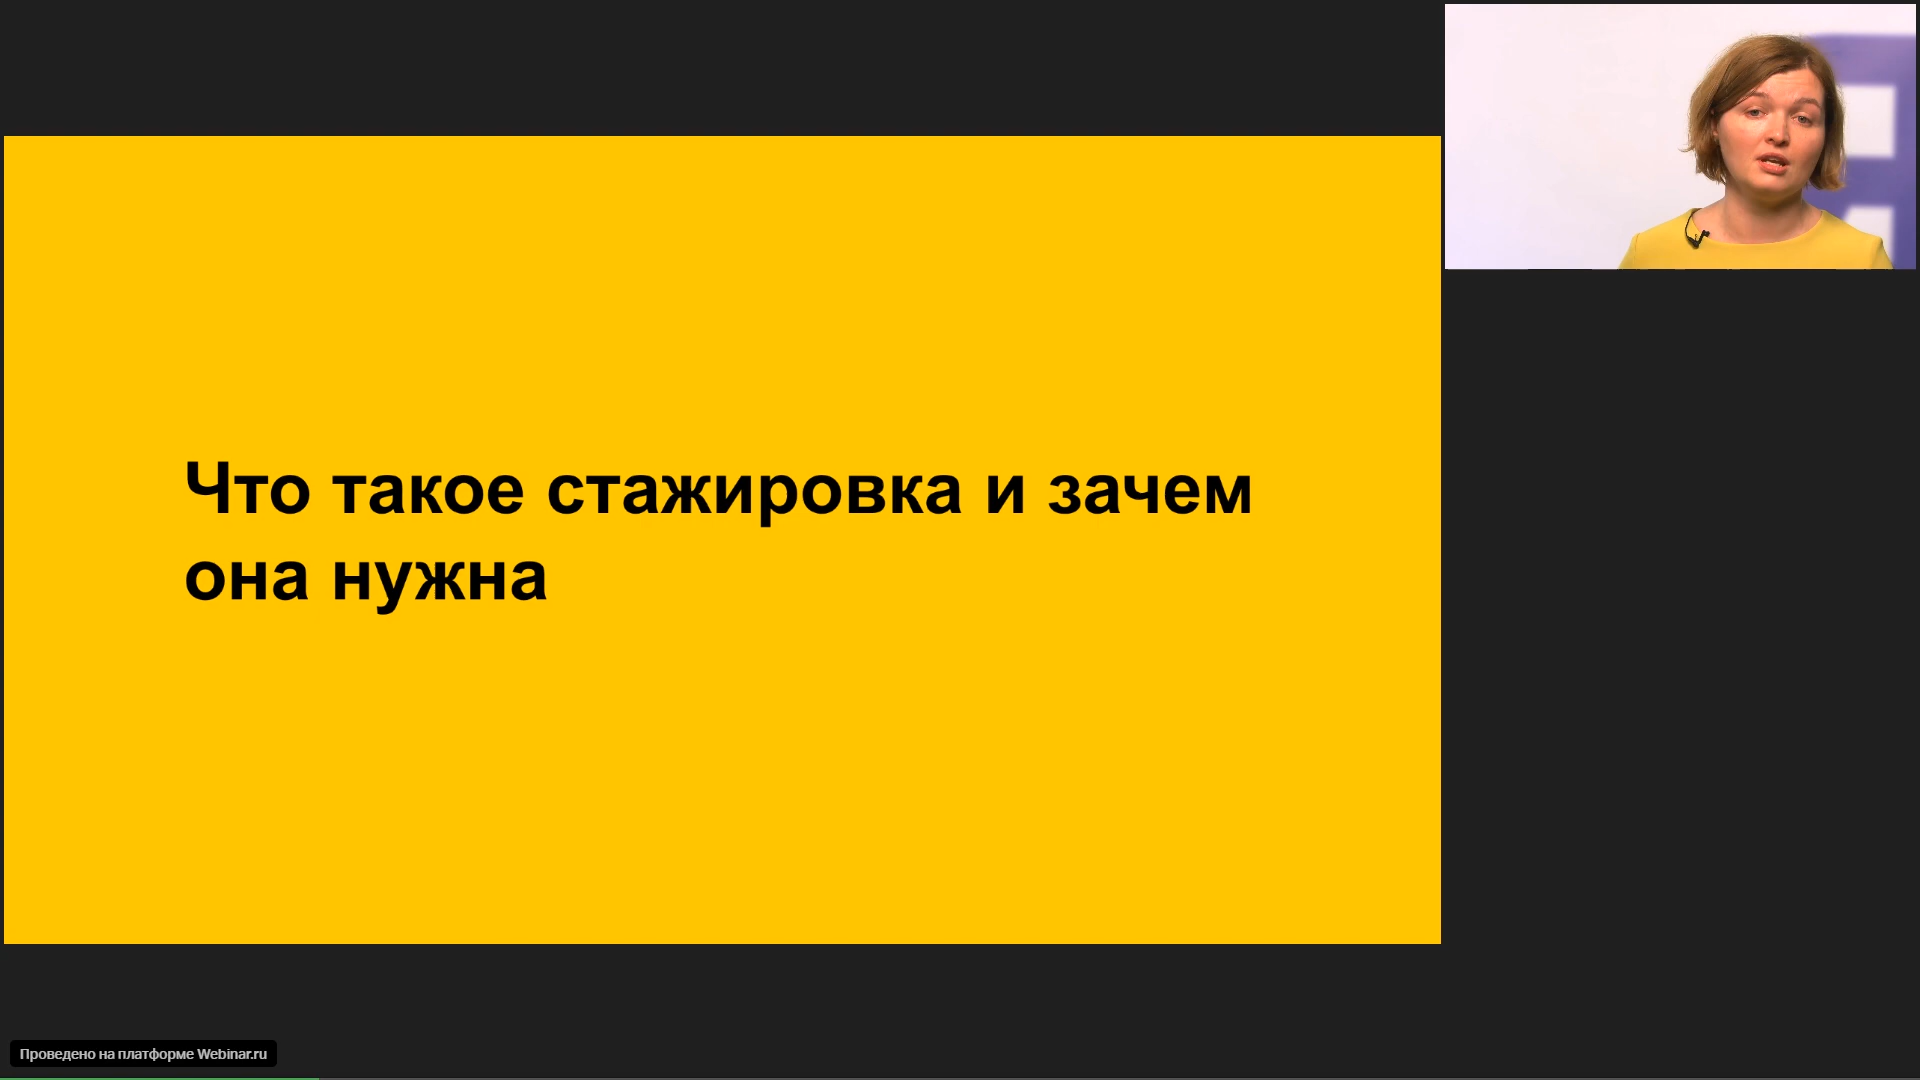 Что такое стажировка и зачем
она нужна
Проведено на платформе Webinar.ru